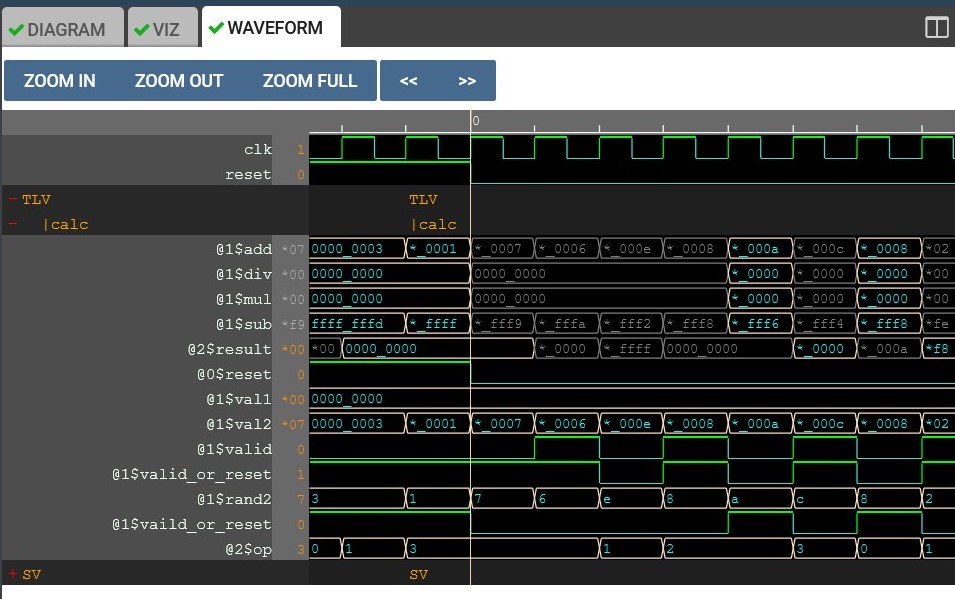 DIAGRAM VIZ WAVEFORM
ZOOM IN ZOOM OUT ZOOM FULL << >>
0
clk 1
reset 0
- TLV TLV
- |calc |calc
@1$add *07 0000_0003 *_0001 *_0007 *_0006 *_000e *_0008 *_000a *_000c *_0008 *02
@1$div *00 0000_0000 0000_0000 *_0000 *_0000 *_0000 *00
@1$mul *00 0000_0000 0000_0000 *_0000 *_0000 *_0000 *00
@1$sub *f9 ffff_fffd *_ffff *_fff9 *_fffa *_fff2 *_fff8 *_fff6 *_fff4 *_fff8 *fe
@2$result *00 *00 0000_0000 *_0000 *_ffff 0000_0000 *_0000 *_000a *f8
@0$reset 0
@1$val1 *00 0000_0000
@1$val2 *07 0000_0003 *_0001 *_0007 *_0006 *_000e *_0008 *_000a *_000c *_0008 *02
@1$valid 0
@1$valid_or_reset 1
@1$rand2 7 3 1 7 6 e 8 a c 8 2
@1$vaild_or_reset 0
@2$op 3 0 1 3 1 2 3 0 1
+ SV SV